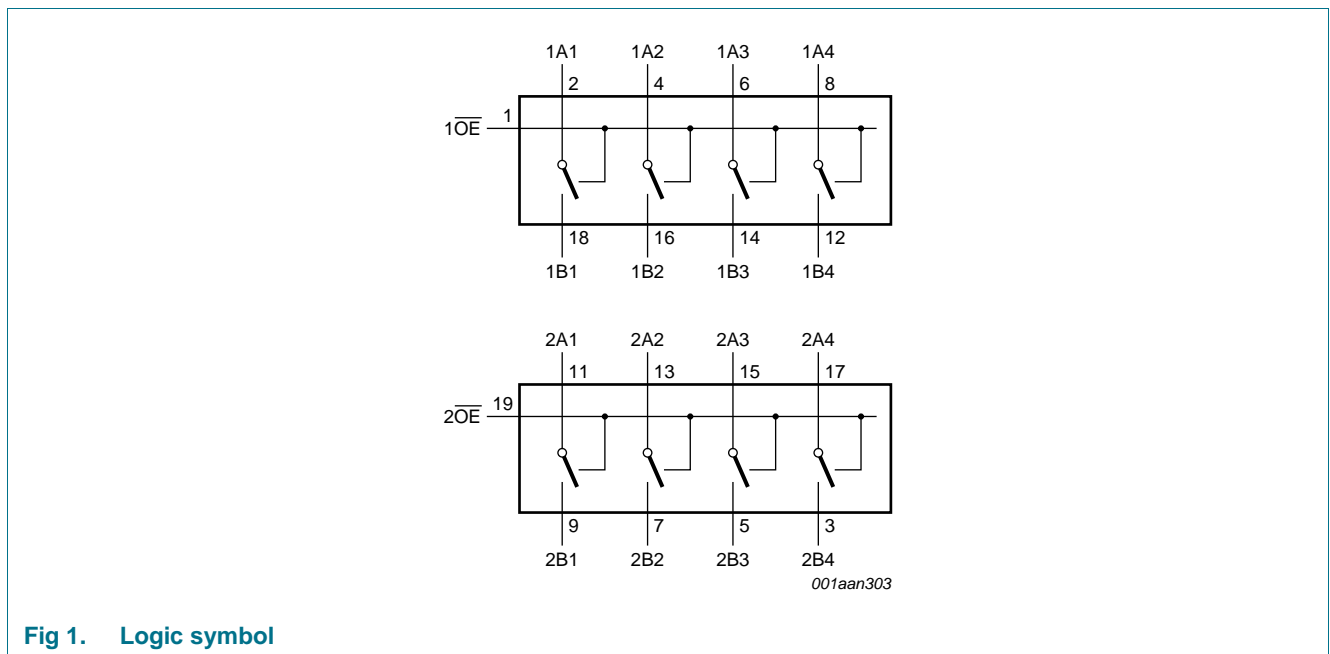 1A1 1A2 1A3 1A4
2 4 6 8
1O̅E̅ 1
18 16 14 12
1B1 1B2 1B3 1B4
2A1 2A2 2A3 2A4
11 13 15 17
2O̅E̅ 19
9 7 5 3
2B1 2B2 2B3 2B4
001aan303
Fig 1. Logic symbol